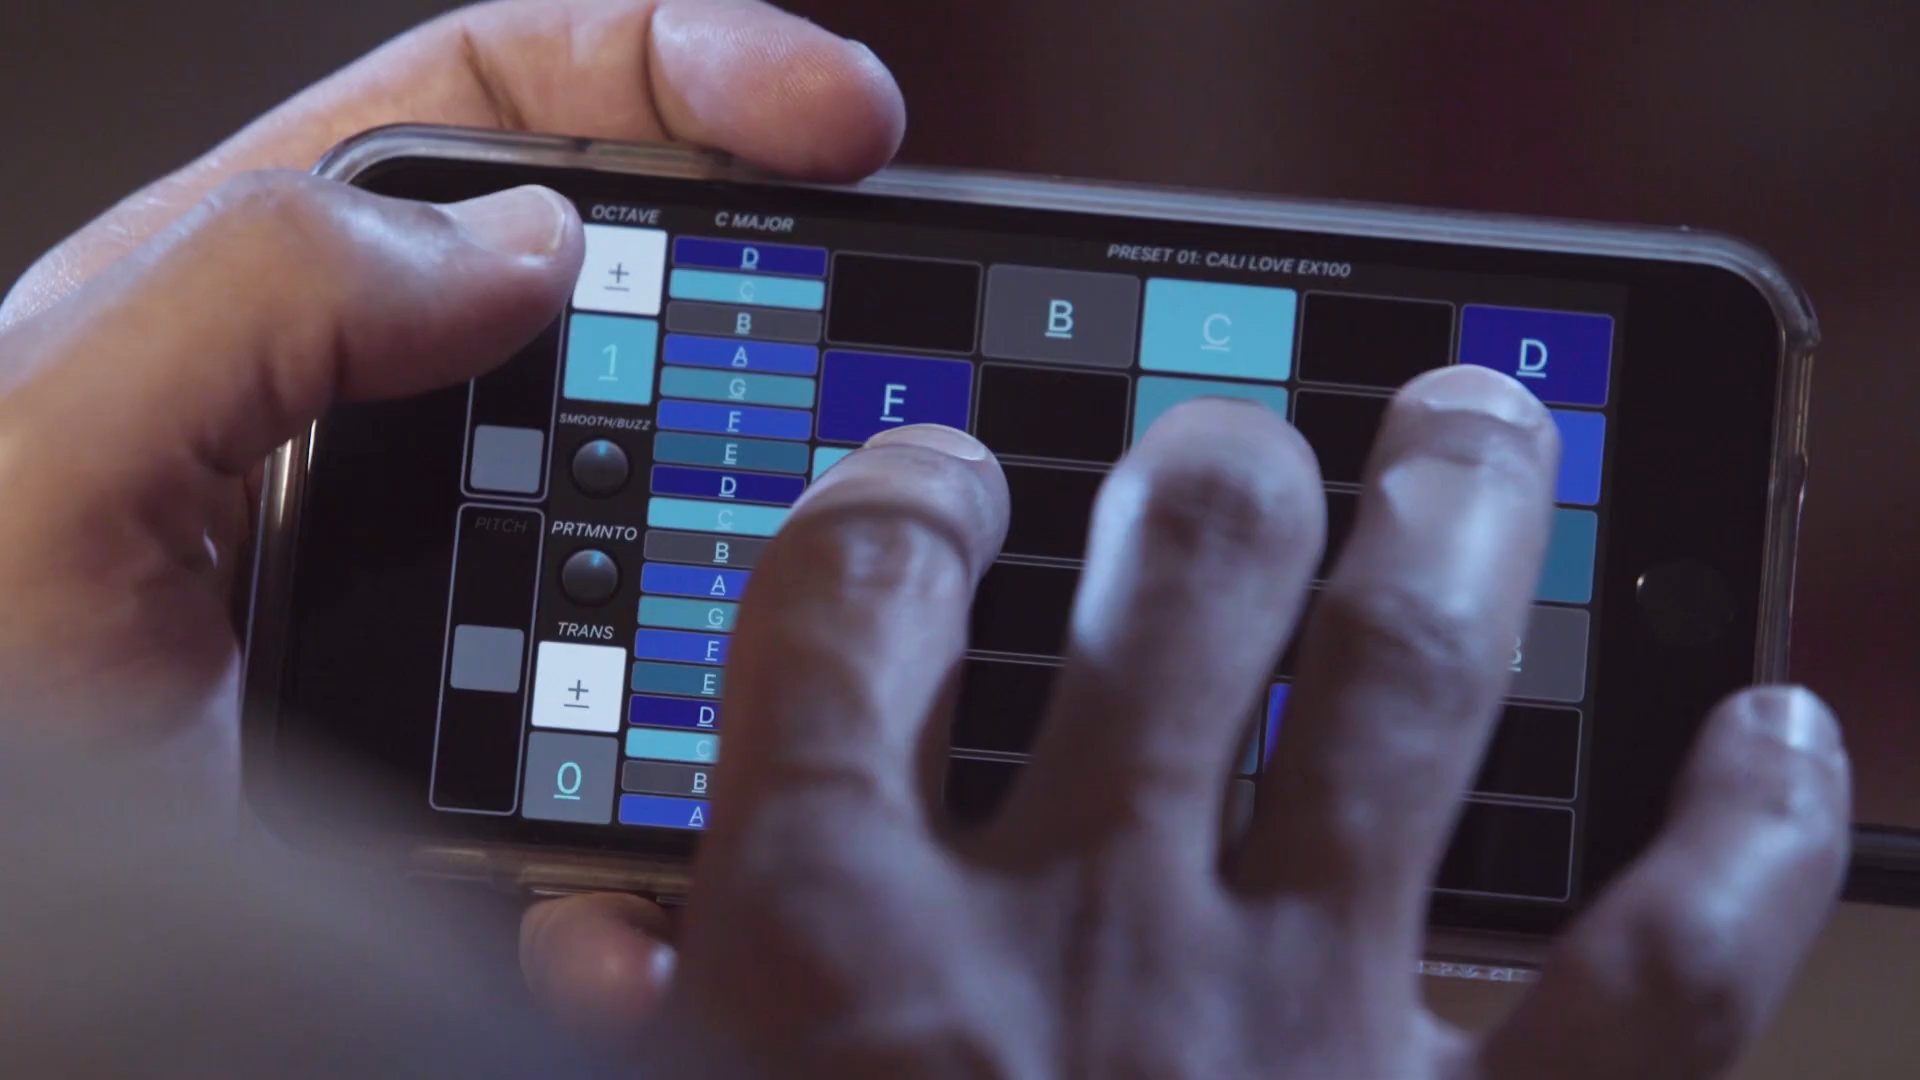 OCTAVE
C MAJOR
PRESET 01: CALI LOVE EX100
±
1
SMOOTH/BUZZ
PITCH
PRTMNTO
TRANS
±
0
D
C
B
A
G
F
E
D
C
B
A
G
F
E
D
C
B
A
B
C
D
F